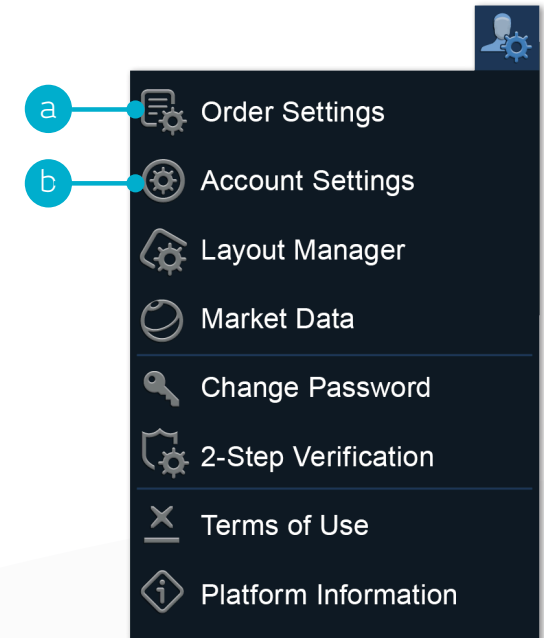 a Order Settings
b Account Settings
Layout Manager
Market Data
Change Password
2-Step Verification
Terms of Use
Platform Information